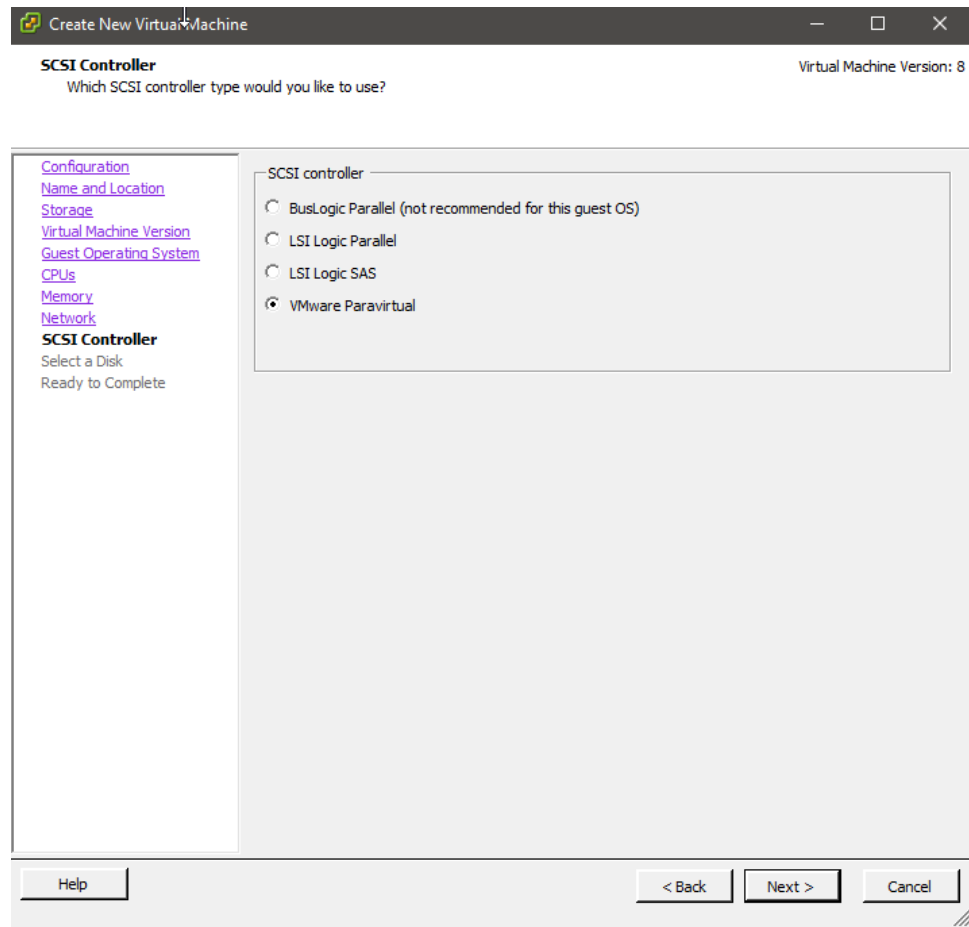 Create New Virtual Machine
SCSI Controller
Which SCSI controller type would you like to use?
Virtual Machine Version: 8
Configuration
Name and Location
Storage
Virtual Machine Version
Guest Operating System
CPUs
Memory
Network
SCSI Controller
Select a Disk
Ready to Complete
SCSI controller
BusLogic Parallel (not recommended for this guest OS)
LSI Logic Parallel
LSI Logic SAS
VMware Paravirtual
Help
< Back
Next >
Cancel